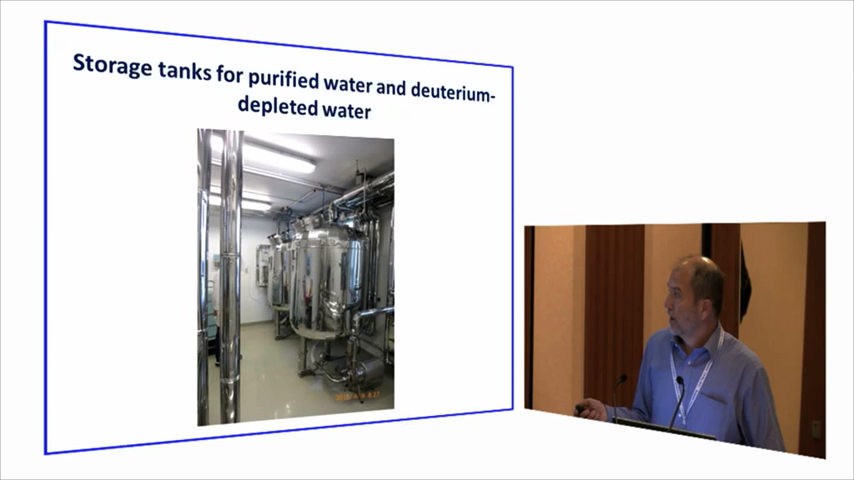 Storage tanks for purified water and deuterium-
depleted water